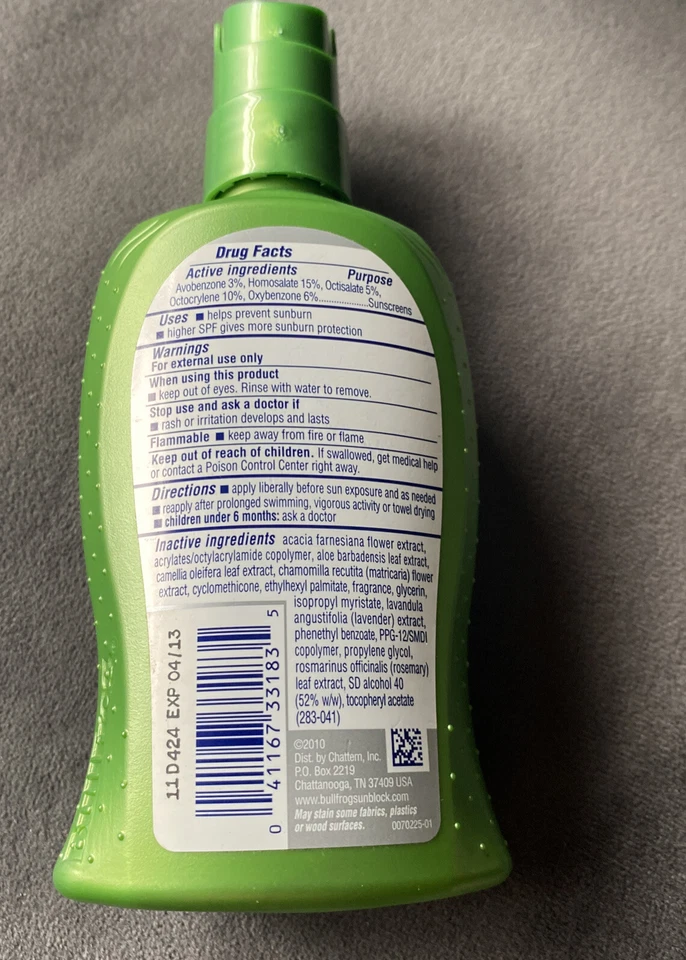 Drug Facts
Active ingredients Purpose
Avobenzone 3%, Homosalate 15%, Octisalate 5%,
Octocrylene 10%, Oxybenzone 6%..................Sunscreens
Uses ■ helps prevent sunburn
■ higher SPF gives more sunburn protection
Warnings
For external use only
When using this product
■ keep out of eyes. Rinse with water to remove.
Stop use and ask a doctor if
■ rash or irritation develops and lasts
Flammable ■ keep away from fire or flame
Keep out of reach of children. If swallowed, get medical help
or contact a Poison Control Center right away.
Directions ■ apply liberally before sun exposure and as needed
■ reapply after prolonged swimming, vigorous activity or towel drying
■ children under 6 months: ask a doctor
Inactive ingredients acacia farnesiana flower extract,
acrylates/octylacrylamide copolymer, aloe barbadensis leaf extract,
camellia oleifera leaf extract, chamomilla recutita (matricaria) flower
extract, cyclomethicone, ethylhexyl palmitate, fragrance, glycerin,
isopropyl myristate, lavandula
angustifolia (lavender) extract,
phenethyl benzoate, PPG-12/SMDI
copolymer, propylene glycol,
rosmarinus officinalis (rosemary)
leaf extract, SD alcohol 40
(52% w/w), tocopheryl acetate
(283-041)
11D424 EXP 04/13
0 41167 33183 5
©2010
Dist. by Chattem, Inc.
P.O. Box 2219
Chattanooga, TN 37409 USA
www.bullfrogsunblock.com
May stain some fabrics, plastics
or wood surfaces.
0070225-01